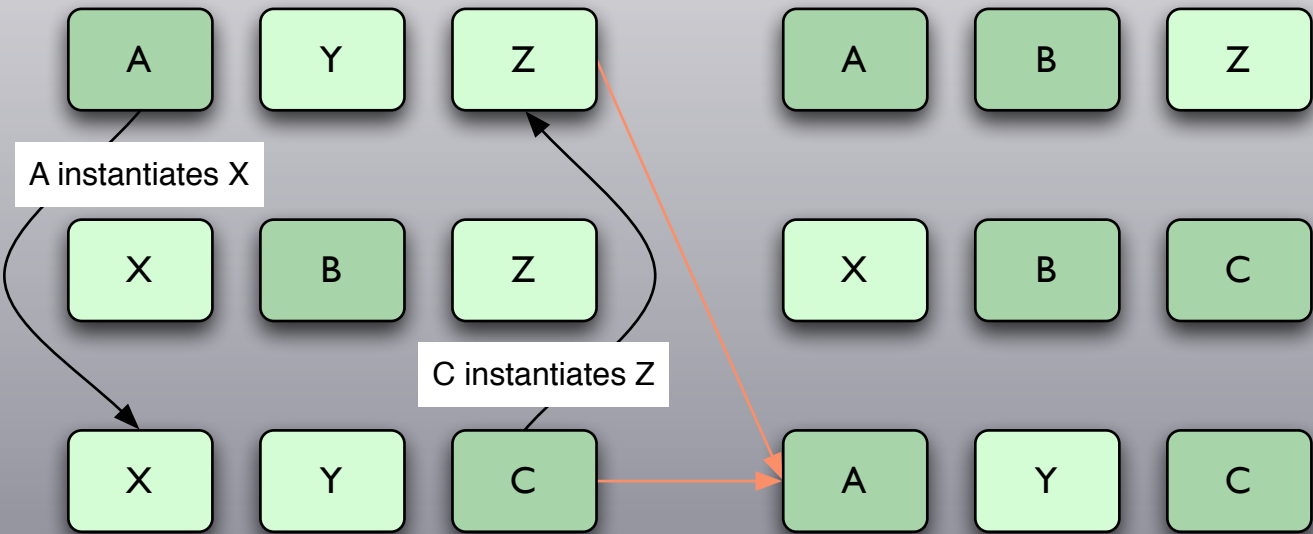 A Y Z A B Z
A instantiates X
X B Z X B C
C instantiates Z
X Y C A Y C